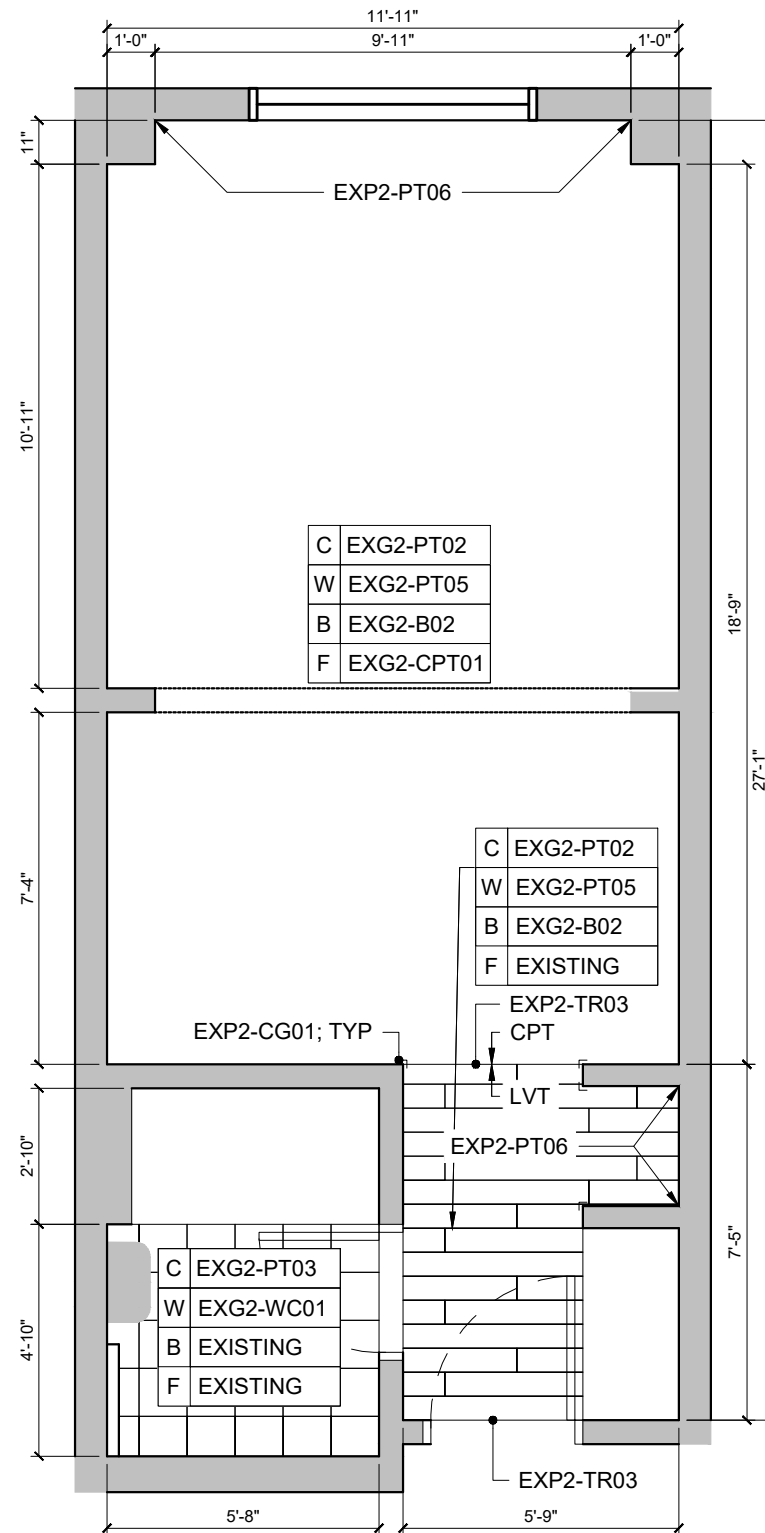 11'-11"
1'-0" 9'-11" 1'-0"
11"
EXP2-PT06
10'-11"
C EXG2-PT02
W EXG2-PT05
B EXG2-B02
F EXG2-CPT01
18'-9"
27'-1"
7'-4"
C EXG2-PT02
W EXG2-PT05
B EXG2-B02
F EXISTING
EXP2-TR03
EXP2-CG01; TYP
CPT
LVT
EXP2-PT06
2'-10"
7'-5"
C EXG2-PT03
W EXG2-WC01
B EXISTING
F EXISTING
4'-10"
EXP2-TR03
5'-8" 5'-9"